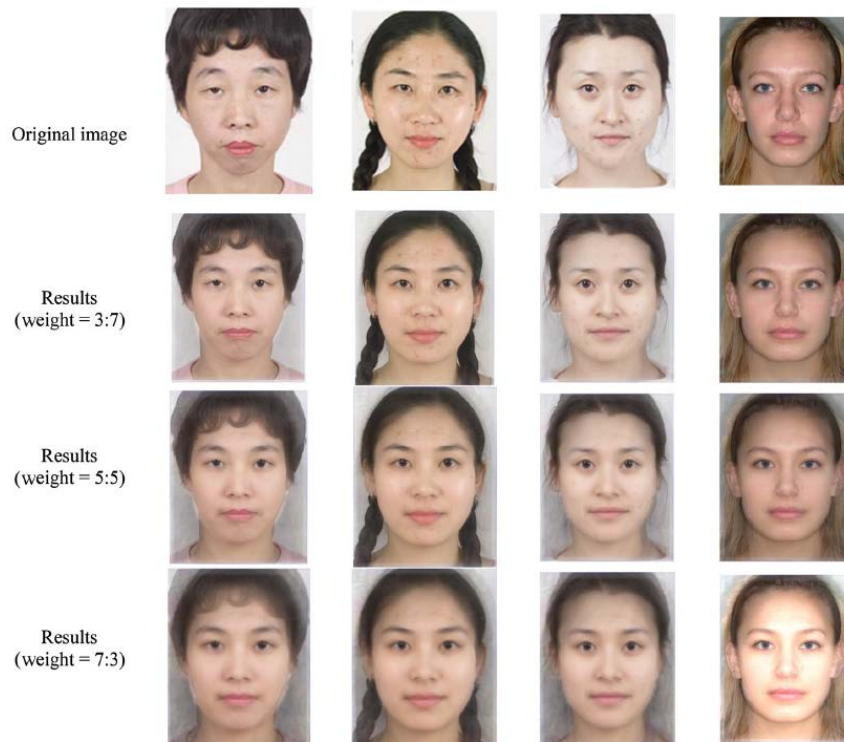 Original image
Results
(weight = 3:7)
Results
(weight = 5:5)
Results
(weight = 7:3)